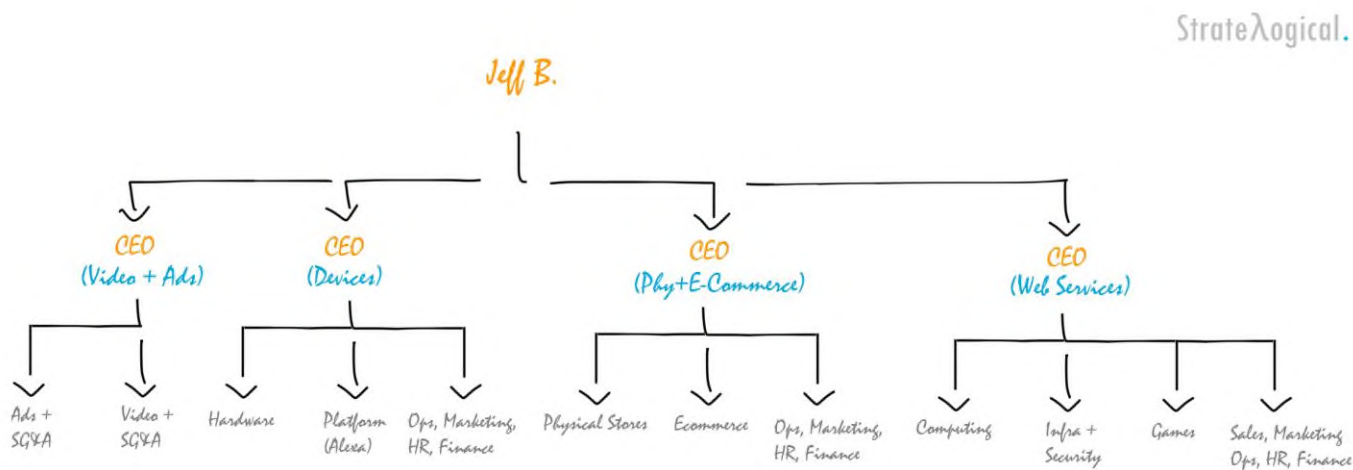 StrateλogicaI.
Jeff B.
CEO
(Video + Ads)
CEO
(Devices)
CEO
(Phy+E-Commerce)
CEO
(Web Services)
Ads +
SG&A
Video +
SG&A
Hardware
Platform
(Alexa)
Ops, Marketing,
HR, Finance
Physical Stores
Ecommerce
Ops, Marketing,
HR, Finance
Computing
Infra +
Security
Games
Sales, Marketing
Ops, HR, Finance